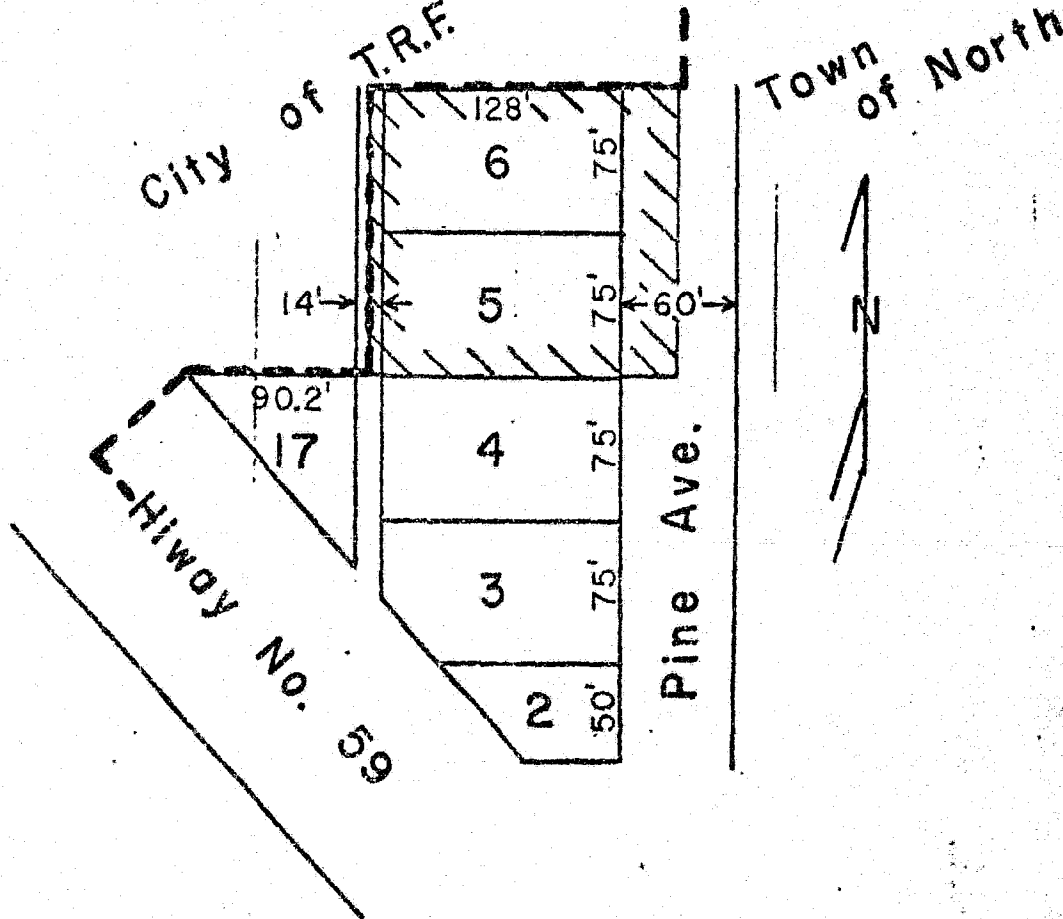 City of T.R.F.
Town
of North
128'
6
75'
14'
5
75'
60'
N
90.2'
17
4
75'
Pine Ave.
3
75'
Hiway No. 59
2
50'